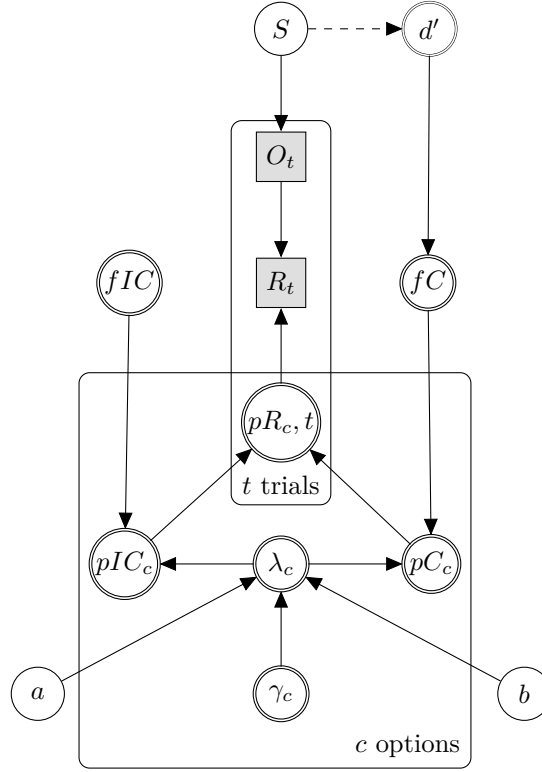 S d′
O_t
fIC R_t fC
pR_c, t
t trials
pIC_c λ_c pC_c
a γ_c b
c options